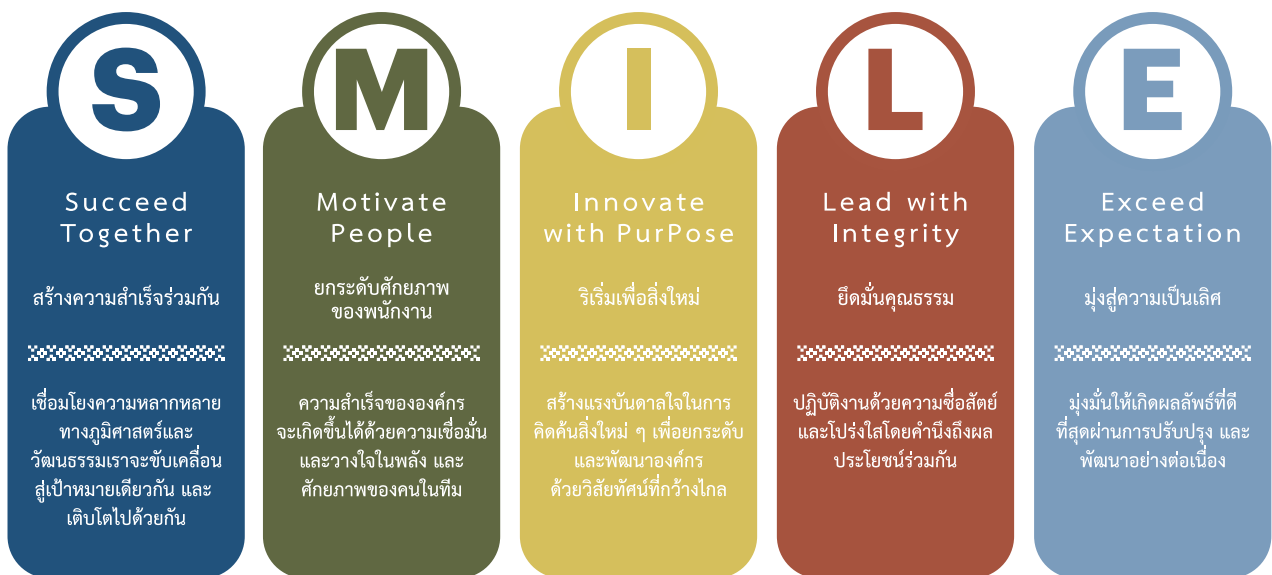 S
Succeed
Together
สร้างความสำเร็จร่วมกัน
เชื่อมโยงความหลากหลาย
ทางภูมิศาสตร์และ
วัฒนธรรมเราจะขับเคลื่อน
สู่เป้าหมายเดียวกัน และ
เติบโตไปด้วยกัน
M
Motivate
People
ยกระดับศักยภาพ
ของพนักงาน
ความสำเร็จขององค์กร
จะเกิดขึ้นได้ด้วยความเชื่อมั่น
และวางใจในพลัง และ
ศักยภาพของคนในทีม
I
Innovate
with PurPose
ริเริ่มเพื่อสิ่งใหม่
สร้างแรงบันดาลใจในการ
คิดค้นสิ่งใหม่ ๆ เพื่อยกระดับ
และพัฒนาองค์กร
ด้วยวิสัยทัศน์ที่กว้างไกล
L
Lead with
Integrity
ยึดมั่นคุณธรรม
ปฏิบัติงานด้วยความซื่อสัตย์
และโปร่งใสโดยคำนึงถึงผล
ประโยชน์ร่วมกัน
E
Exceed
Expectation
มุ่งสู่ความเป็นเลิศ
มุ่งมั่นให้เกิดผลลัพธ์ที่ดี
ที่สุดผ่านการปรับปรุง และ
พัฒนาอย่างต่อเนื่อง